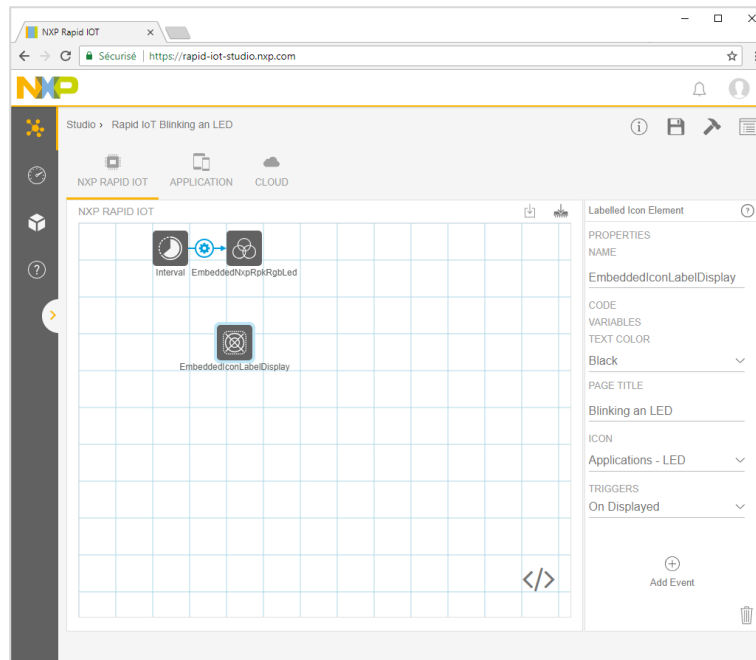 NXP Rapid IOT
Sécurisé | https://rapid-iot-studio.nxp.com
NXP
Studio › Rapid IoT Blinking an LED
NXP RAPID IOT APPLICATION CLOUD
NXP RAPID IOT
Interval EmbeddedNxpRpkRgbLed
EmbeddedIconLabelDisplay
</>
Labelled Icon Element
PROPERTIES
NAME
EmbeddedIconLabelDisplay
CODE
VARIABLES
TEXT COLOR
Black
PAGE TITLE
Blinking an LED
ICON
Applications - LED
TRIGGERS
On Displayed
Add Event